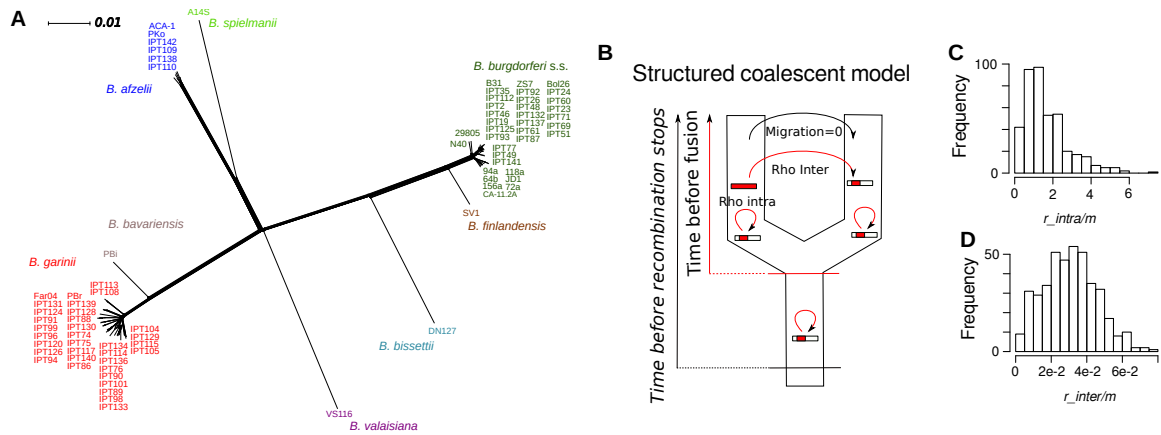 A
0.01
A14S
B. spielmanii
ACA-1
PKo
IPT142
IPT109
IPT138
IPT110
B. afzelii
B. burgdorferi s.s.
B31
IPT35
IPT112
IPT2
IPT46
IPT19
IPT125
IPT93
ZS7
IPT92
IPT26
IPT48
IPT132
IPT137
IPT61
IPT87
Bol26
IPT24
IPT60
IPT23
IPT71
IPT69
IPT51
29805
N40
IPT77
IPT49
IPT141
94a 118a
64b JD1
156a 72a
CA-11.2A
SV1
B. finlandensis
B. bavariensis
PBi
B. garinii
IPT113
IPT108
Far04
IPT131
IPT124
IPT91
IPT99
IPT96
IPT120
IPT126
IPT94
PBr
IPT139
IPT128
IPT88
IPT130
IPT74
IPT75
IPT117
IPT140
IPT86
IPT104
IPT129
IPT115
IPT105
IPT134
IPT114
IPT136
IPT76
IPT90
IPT101
IPT89
IPT98
IPT133
DN127
B. bissettii
VS116
B. valaisiana
B
Structured coalescent model
Time before recombination stops
Time before fusion
Migration=0
Rho Inter
Rho intra
C
Frequency
100
0
0 2 4 6
r_intra/m
D
Frequency
50
0
0 2e-2 4e-2 6e-2
r_inter/m